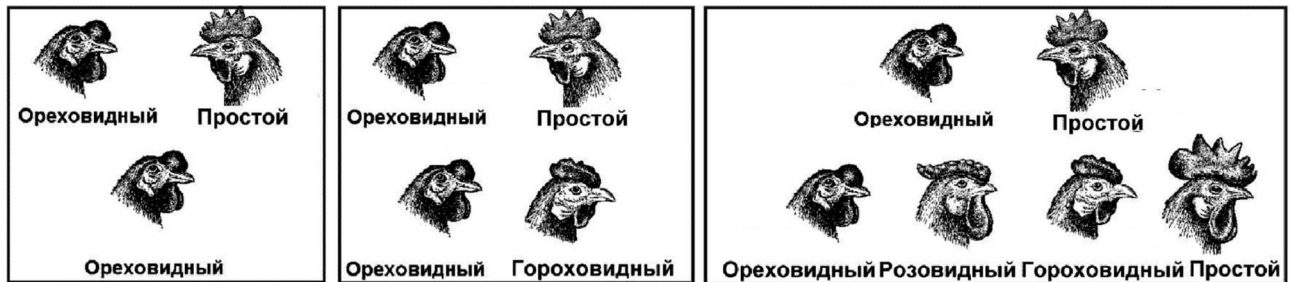 Ореховидный Простой
Ореховидный
Ореховидный Простой
Ореховидный Гороховидный
Ореховидный Простой
Ореховидный Розовидный Гороховидный Простой